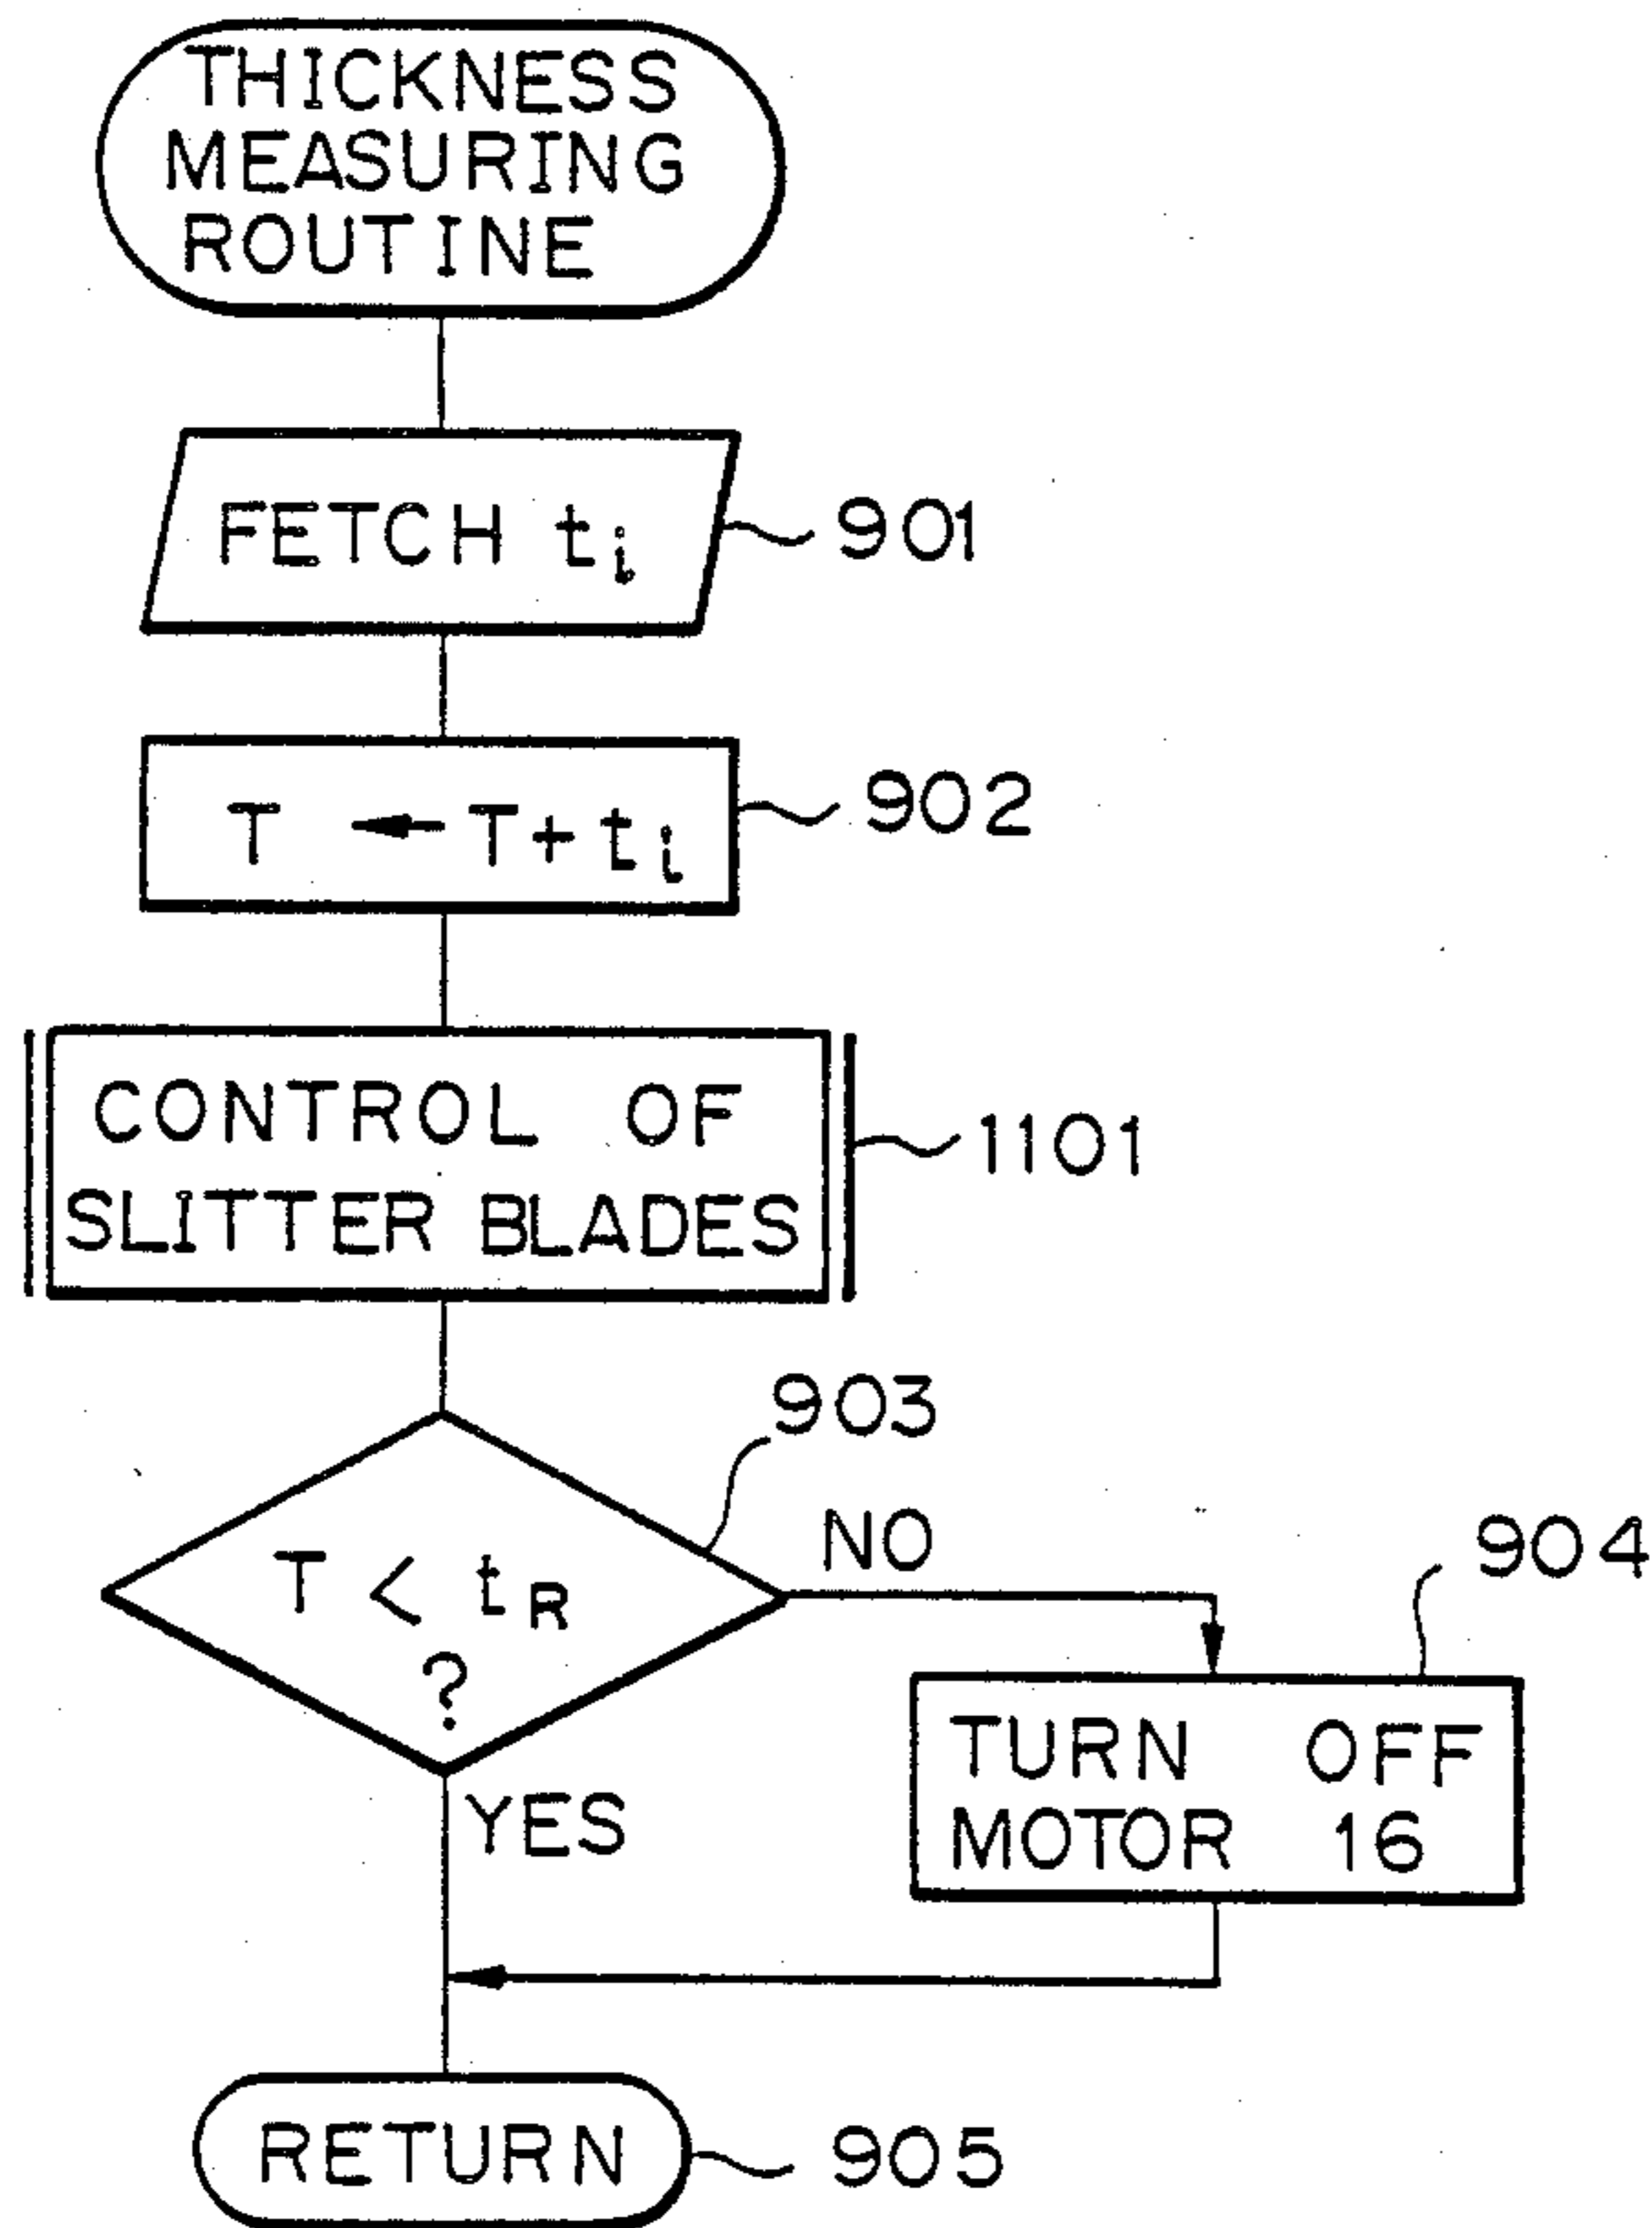 THICKNESS
MEASURING
ROUTINE
FETCH tᵢ 901
T ← T + tᵢ 902
CONTROL OF
SLITTER BLADES
1101
903
T < t_R
?
NO
904
TURN OFF
MOTOR 16
YES
RETURN 905